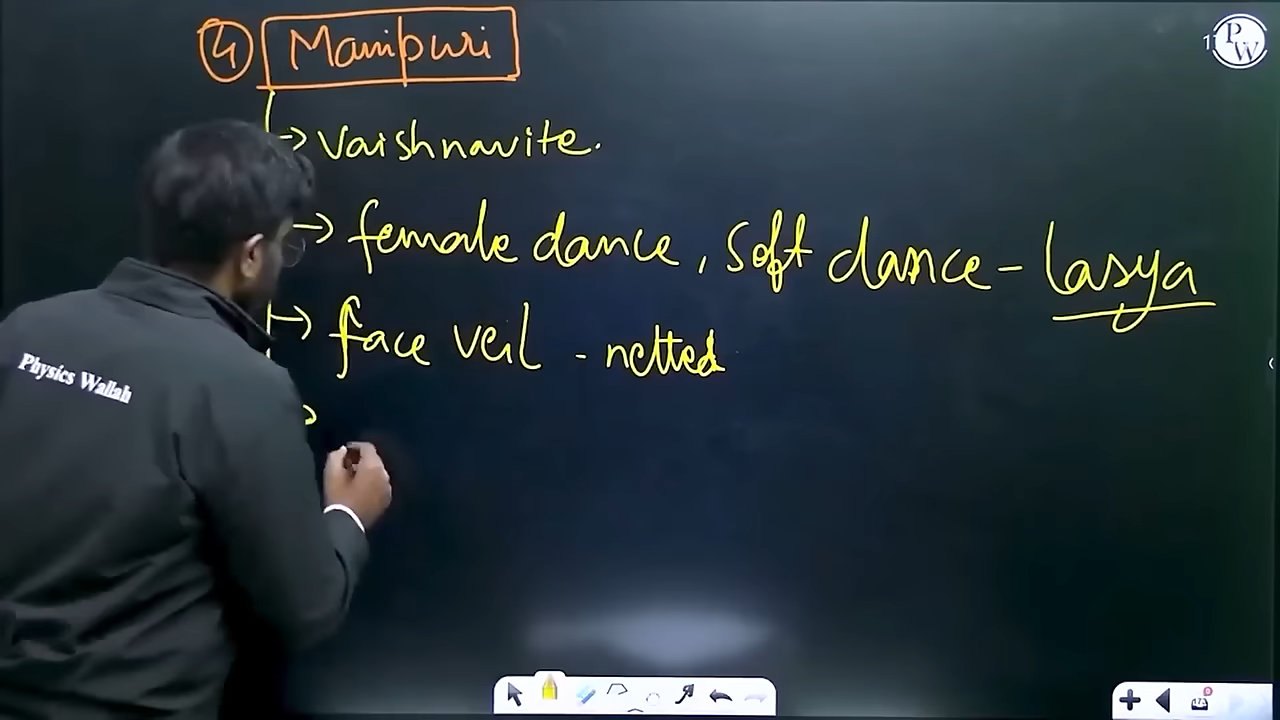 4 Manipuri
PW
→ Vaishnavite.
→ female dance, Soft dance - lasya
→ face veil - netted
Physics Wallah